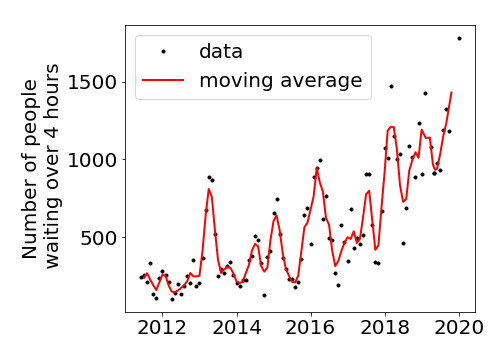 data
moving average
Number of people
waiting over 4 hours
1500
1000
500
2012 2014 2016 2018 2020